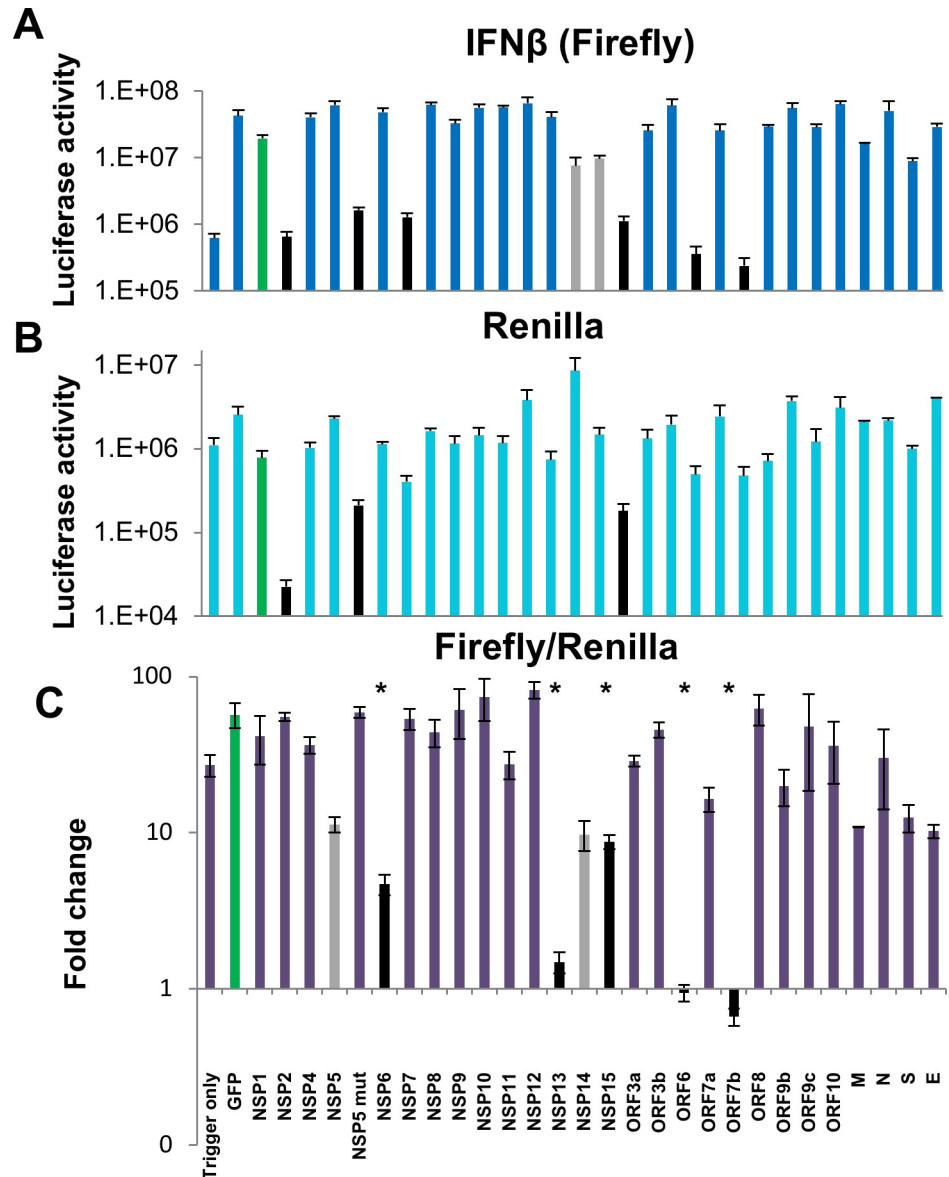 A
IFNβ (Firefly)
Luciferase activity
1.E+08
1.E+07
1.E+06
1.E+05
B
Renilla
Luciferase activity
1.E+07
1.E+06
1.E+05
1.E+04
C
Firefly/Renilla
Fold change
100
10
1
0
* * * * *
Trigger only
GFP
NSP1
NSP2
NSP4
NSP5
NSP5 mut
NSP6
NSP7
NSP8
NSP9
NSP10
NSP11
NSP12
NSP13
NSP14
NSP15
ORF3a
ORF3b
ORF6
ORF7a
ORF7b
ORF8
ORF9b
ORF9c
ORF10
M
N
S
E